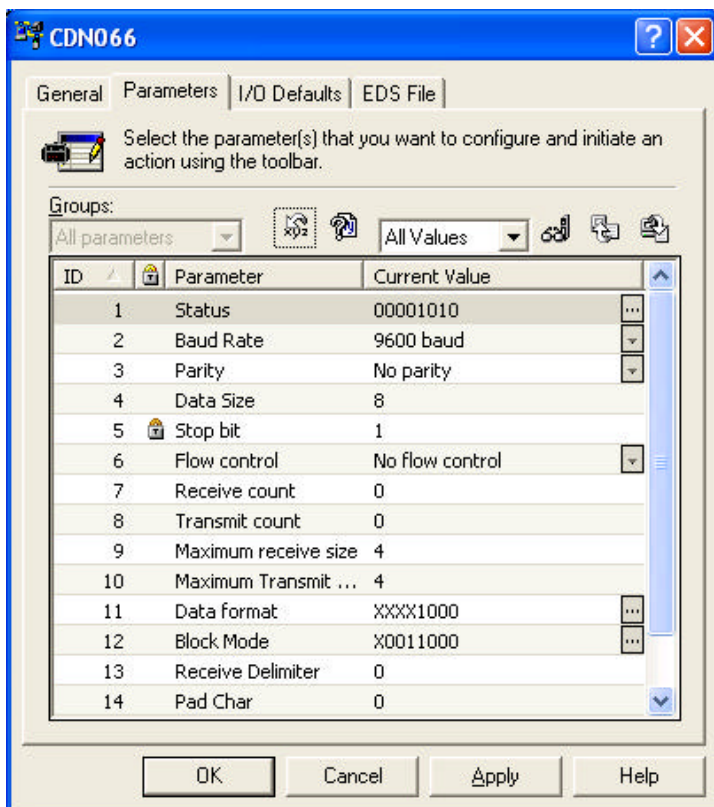 CDN066
General Parameters I/O Defaults EDS File
Select the parameter(s) that you want to configure and initiate an
action using the toolbar.
Groups:
All parameters All Values
ID Parameter Current Value
1 Status 00001010
2 Baud Rate 9600 baud
3 Parity No parity
4 Data Size 8
5 Stop bit 1
6 Flow control No flow control
7 Receive count 0
8 Transmit count 0
9 Maximum receive size 4
10 Maximum Transmit ... 4
11 Data format XXXX1000
12 Block Mode X0011000
13 Receive Delimiter 0
14 Pad Char 0
OK Cancel Apply Help